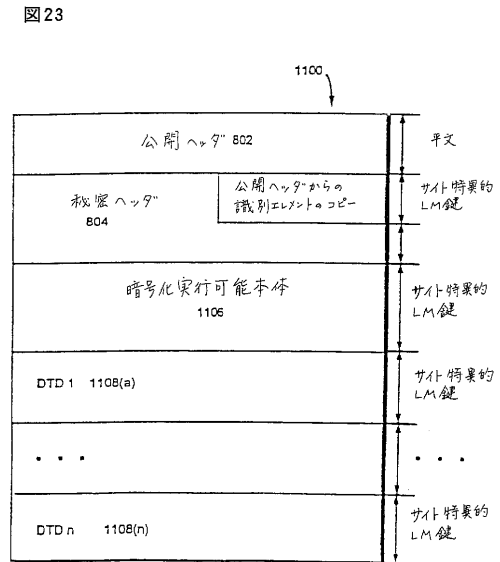 図23
1100
公開ヘッダ 802
平文
秘密ヘッダ
804
公開ヘッダからの
識別エレメントのコピー
サイト特異的
LM鍵
暗号化実行可能本体
1106
サイト特異的
LM鍵
DTD 1 1108(a)
サイト特異的
LM鍵
. . .
. . .
DTD n 1108(n)
サイト特異的
LM鍵